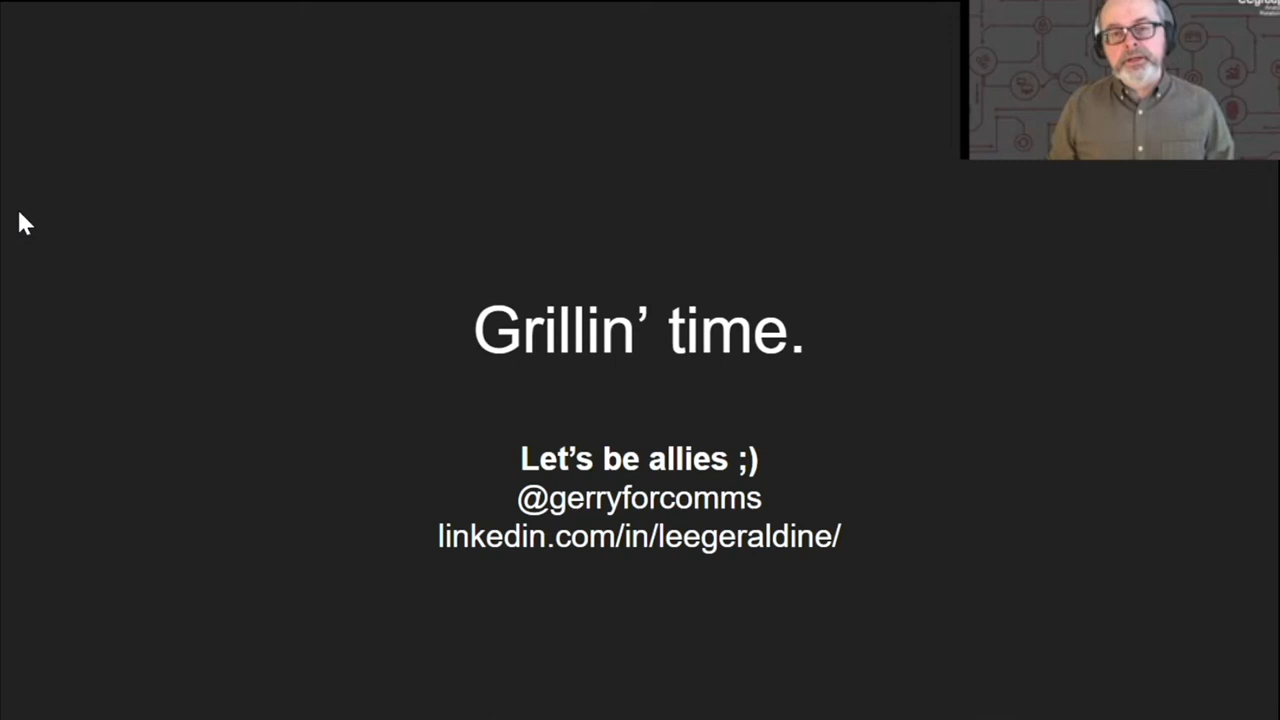 Grillin’ time.
Let’s be allies ;)
@gerryforcomms
linkedin.com/in/leegeraldine/